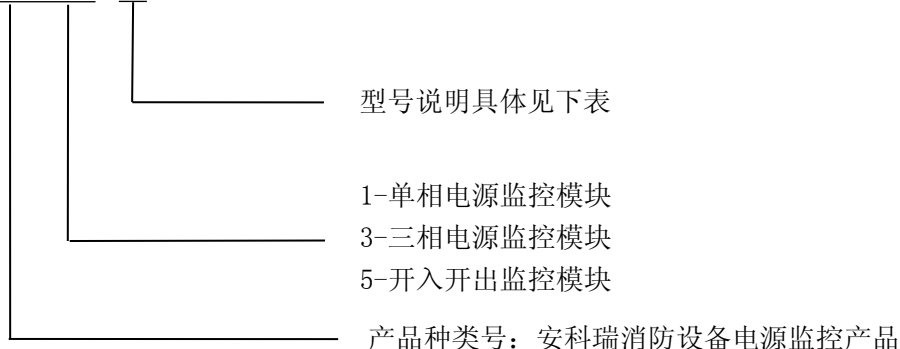 型号说明具体见下表
1-单相电源监控模块
3-三相电源监控模块
5-开入开出监控模块
产品种类号：安科瑞消防设备电源监控产品